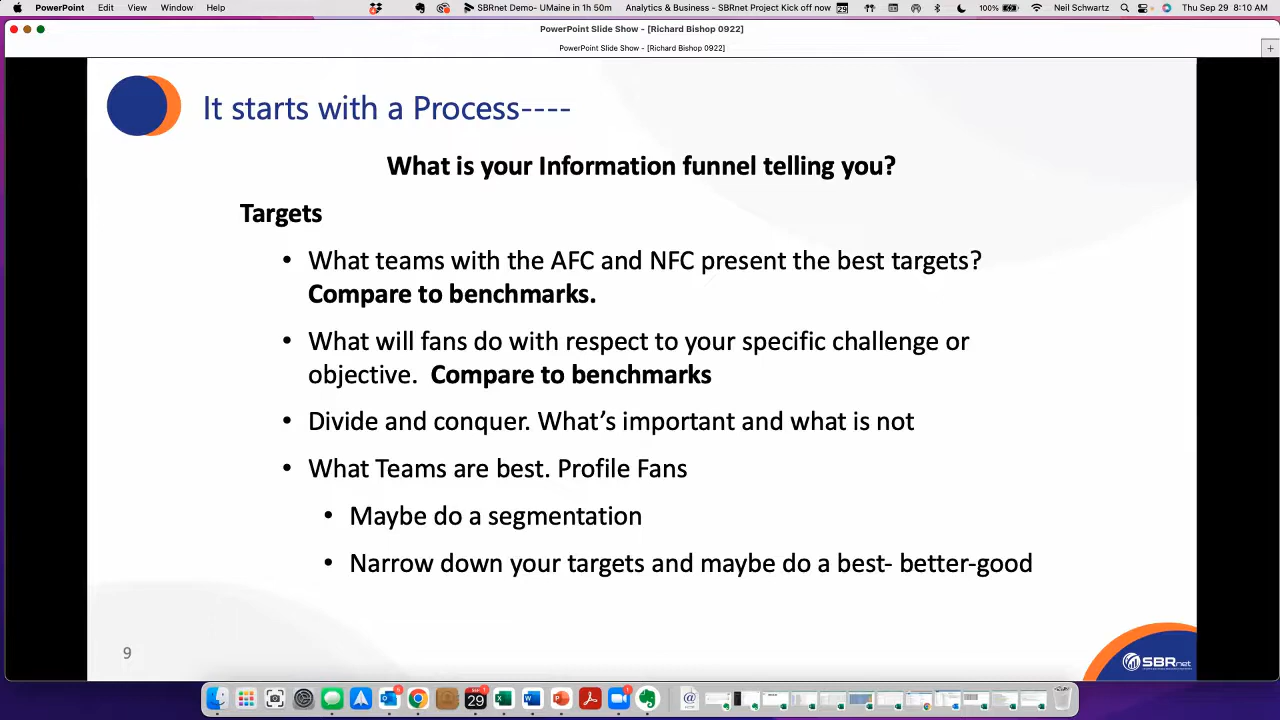 PowerPoint Edit View Window Help SBRnet Demo- UMaine in 1h 50m Analytics & Business - SBRnet Project Kick off now 29 100% Neil Schwartz Thu Sep 29 8:10 AM
PowerPoint Slide Show - [Richard Bishop 0922]
PowerPoint Slide Show - [Richard Bishop 0922]
It starts with a Process----
What is your Information funnel telling you?
Targets
• What teams with the AFC and NFC present the best targets?
Compare to benchmarks.
• What will fans do with respect to your specific challenge or
objective. Compare to benchmarks
• Divide and conquer. What's important and what is not
• What Teams are best. Profile Fans
• Maybe do a segmentation
• Narrow down your targets and maybe do a best- better-good
9
SBRnet
29